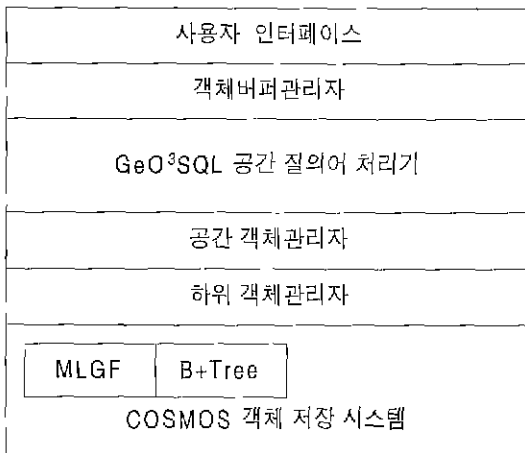 사용자 인터페이스
객체버퍼관리자
GeO³SQL 공간 질의어 처리기
공간 객체관리자
하위 객체관리자
MLGF B+Tree
COSMOS 객체 저장 시스템